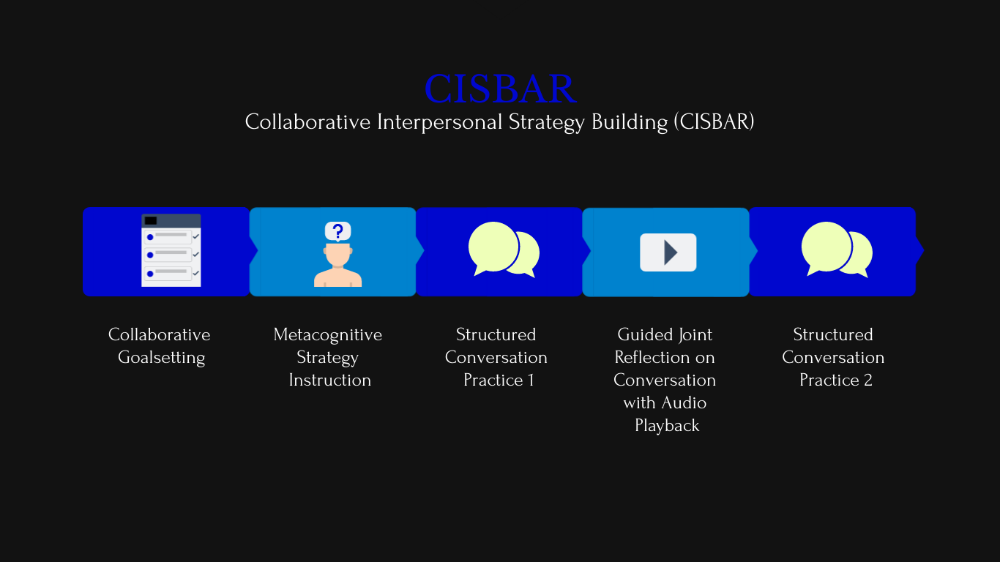 CISBAR
Collaborative Interpersonal Strategy Building (CISBAR)
?
Collaborative
Goalsetting
Metacognitive
Strategy
Instruction
Structured
Conversation
Practice 1
Guided Joint
Reflection on
Conversation
with Audio
Playback
Structured
Conversation
Practice 2